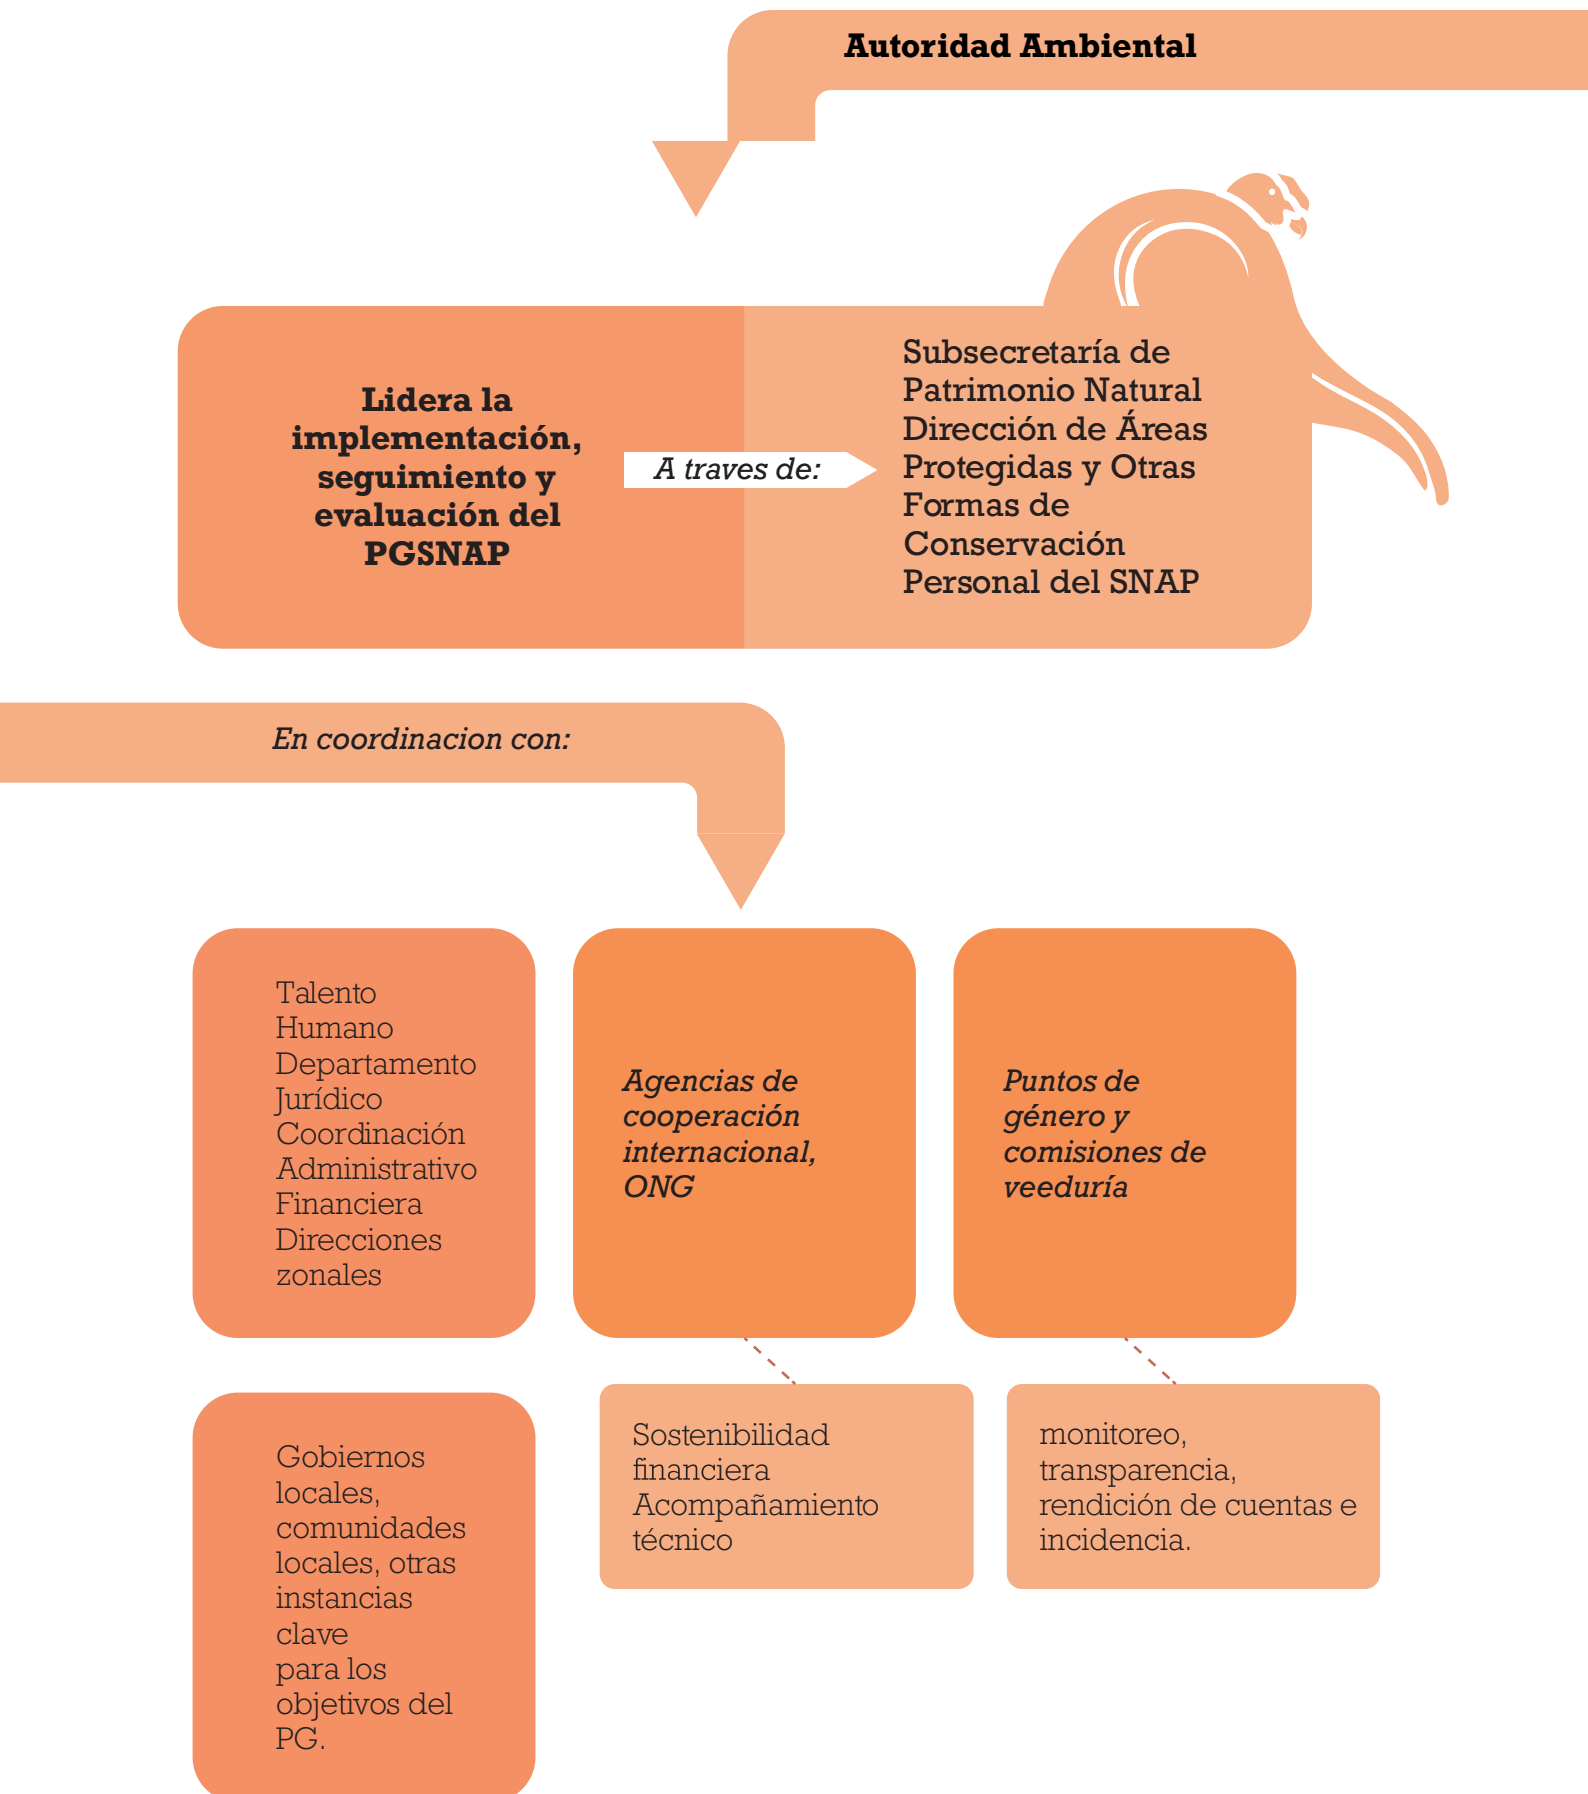 Autoridad Ambiental
Lidera la
implementación,
seguimiento y
evaluación del
PGSNAP
A traves de:
Subsecretaría de
Patrimonio Natural
Dirección de Áreas
Protegidas y Otras
Formas de
Conservación
Personal del SNAP
En coordinacion con:
Talento
Humano
Departamento
Jurídico
Coordinación
Administrativo
Financiera
Direcciones
zonales
Agencias de
cooperación
internacional,
ONG
Puntos de
género y
comisiones de
veeduría
Gobiernos
locales,
comunidades
locales, otras
instancias
clave
para los
objetivos del
PG.
Sostenibilidad
financiera
Acompañamiento
técnico
monitoreo,
transparencia,
rendición de cuentas e
incidencia.